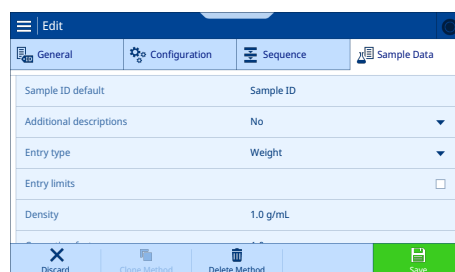 Edit
General
Configuration
Sequence
Sample Data
Sample ID default Sample ID
Additional descriptions No
Entry type Weight
Entry limits
Density 1.0 g/mL
Discard
Clone Method
Delete Method
Save